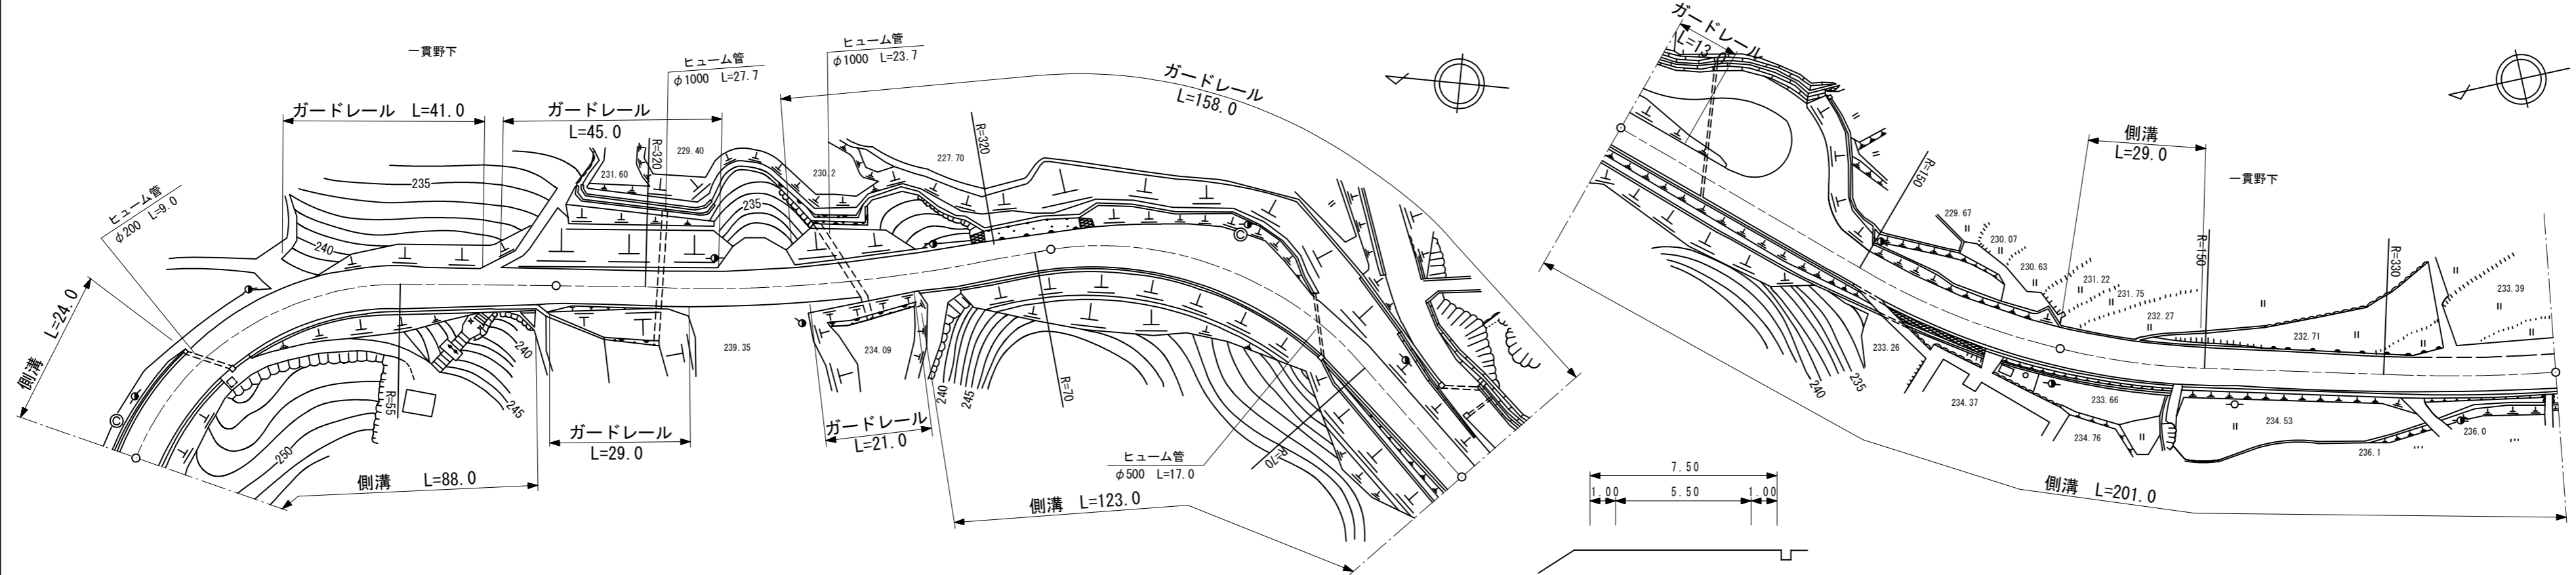 一貫野下
ヒューム管
φ1000 L=27.7
ヒューム管
φ1000 L=23.7
ガードレール
L=158.0
ガードレール L=41.0
ガードレール
L=45.0
R=320
229.40
231.60
230.2
227.70
R=320
235
235
240
ヒューム管
φ200 L=9.0
側溝 L=24.0
C
R=55
240
245
250
239.35
234.09
240
245
R=70
C
R=70
ガードレール
L=29.0
ガードレール
L=21.0
側溝 L=88.0
ヒューム管
φ500 L=17.0
側溝 L=123.0
ガードレール
側溝
L=29.0
一貫野下
R=150
229.67
230.07
230.63
231.22
231.75
232.27
R=150
R=330
232.71
233.39
233.26
240
235
234.37
233.66
234.76
234.53
236.0
236.1
側溝 L=201.0
7.50
1.00
5.50
1.00